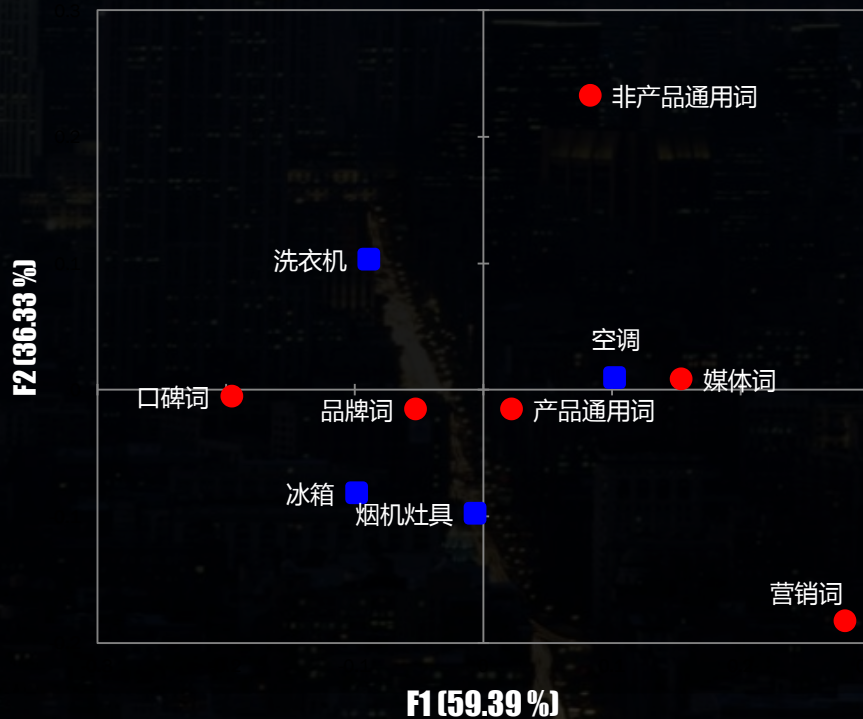 非产品通用词
洗衣机
空调
媒体词
口碑词
品牌词
产品通用词
冰箱
烟机灶具
营销词
F2 (36.33 %)
F1 (59.39 %)